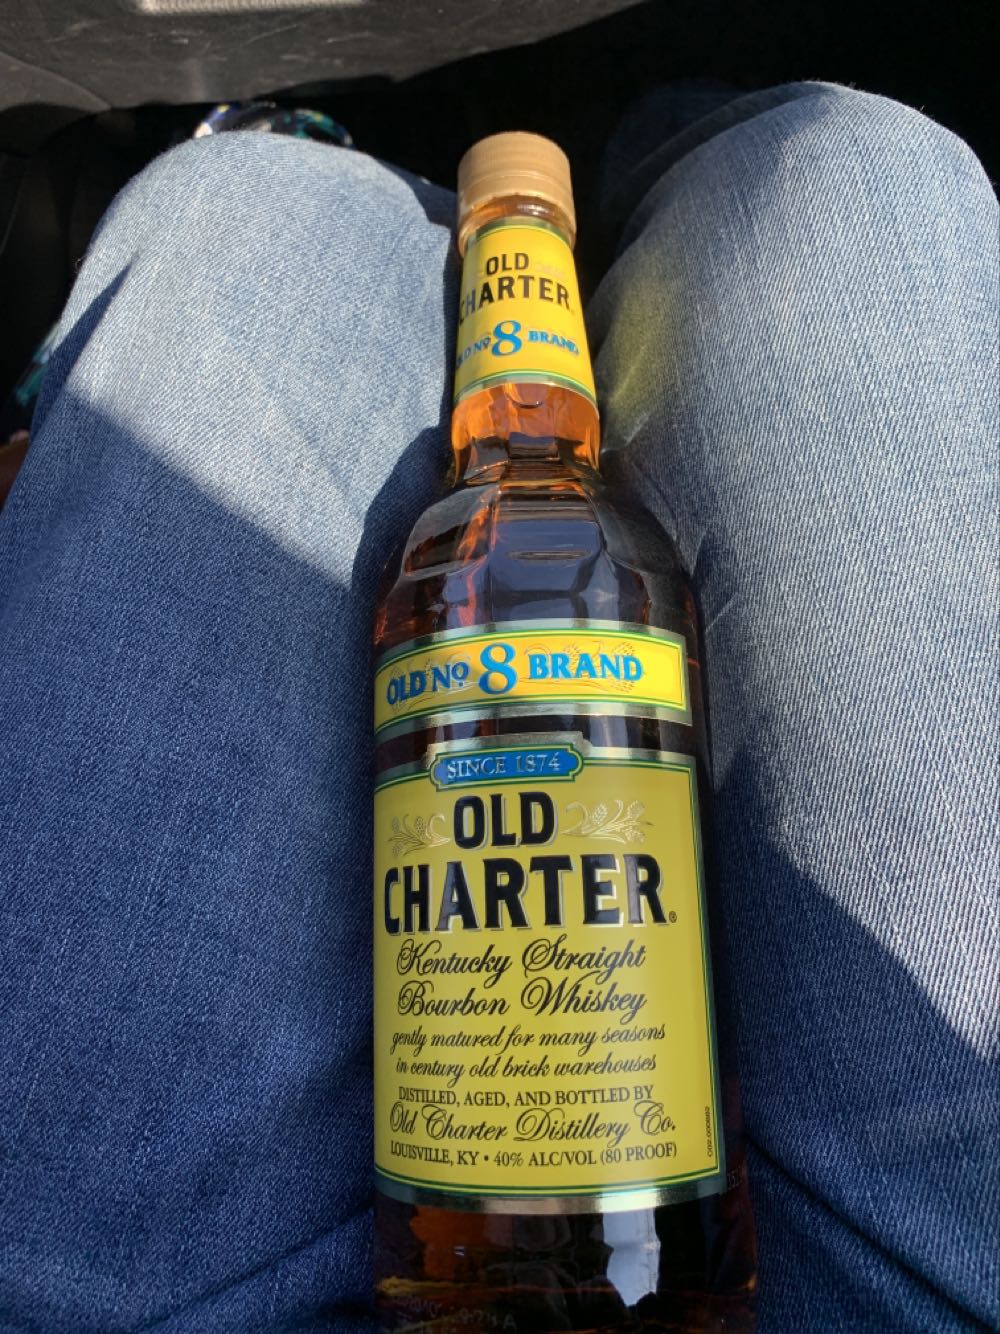 OLD
CHARTER
OLD NO 8 BRAND
OLD NO 8 BRAND
SINCE 1874
OLD
CHARTER®
Kentucky Straight
Bourbon Whiskey
gently matured for many seasons
in century old brick warehouses
DISTILLED, AGED, AND BOTTLED BY
Old Charter Distillery Co.
LOUISVILLE, KY • 40% ALC/VOL (80 PROOF)